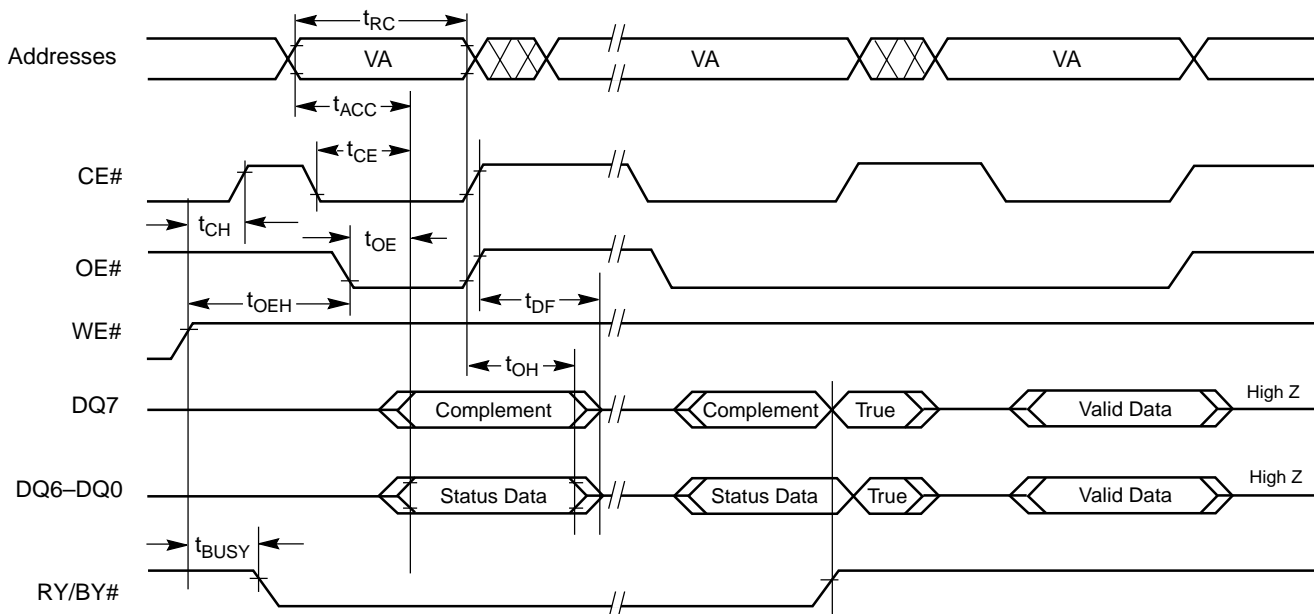 tRC
Addresses VA VA VA
tACC
tCE
CE#
tCH
tOE
OE#
tOEH tDF
WE#
tOH
DQ7 Complement Complement True Valid Data High Z
DQ6–DQ0 Status Data Status Data True Valid Data High Z
tBUSY
RY/BY#